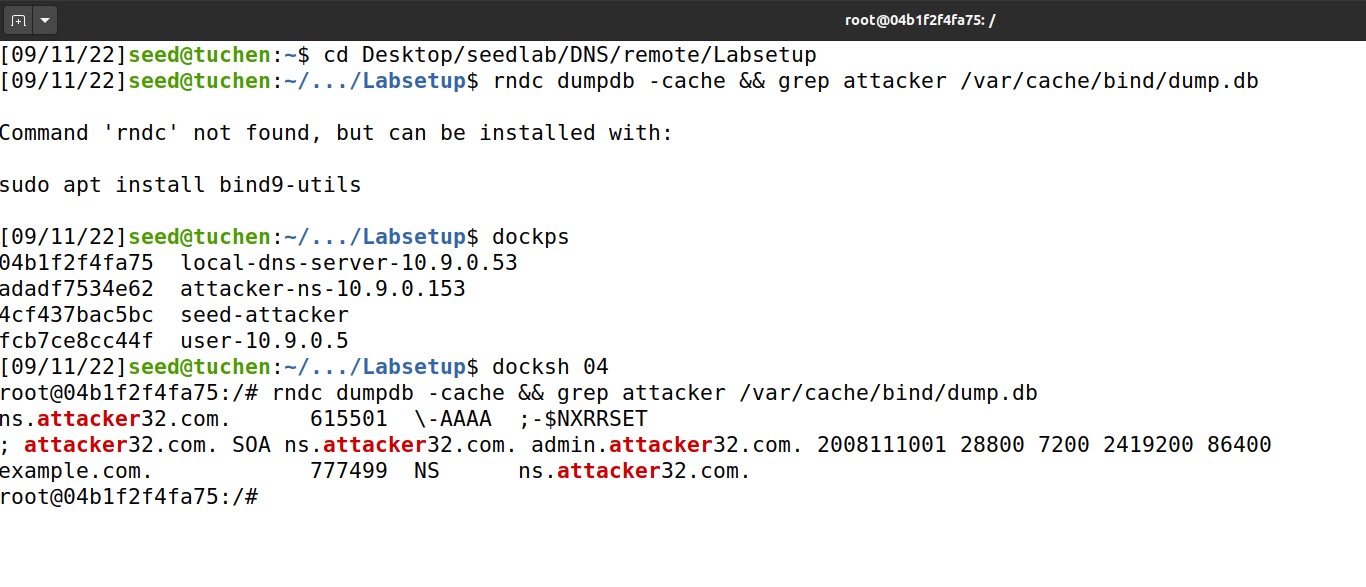 root@04b1f2f4fa75: /
[09/11/22]seed@tuchen:~$ cd Desktop/seedlab/DNS/remote/Labsetup
[09/11/22]seed@tuchen:~/.../Labsetup$ rndc dumpdb -cache && grep attacker /var/cache/bind/dump.db
Command 'rndc' not found, but can be installed with:
sudo apt install bind9-utils
[09/11/22]seed@tuchen:~/.../Labsetup$ dockps
04b1f2f4fa75  local-dns-server-10.9.0.53
adadf7534e62  attacker-ns-10.9.0.153
4cf437bac5bc  seed-attacker
fcb7ce8cc44f  user-10.9.0.5
[09/11/22]seed@tuchen:~/.../Labsetup$ docksh 04
root@04b1f2f4fa75:/# rndc dumpdb -cache && grep attacker /var/cache/bind/dump.db
ns.attacker32.com.      615501  \-AAAA  ;-$NXRRSET
; attacker32.com. SOA ns.attacker32.com. admin.attacker32.com. 2008111001 28800 7200 2419200 86400
example.com.            777499  NS      ns.attacker32.com.
root@04b1f2f4fa75:/#